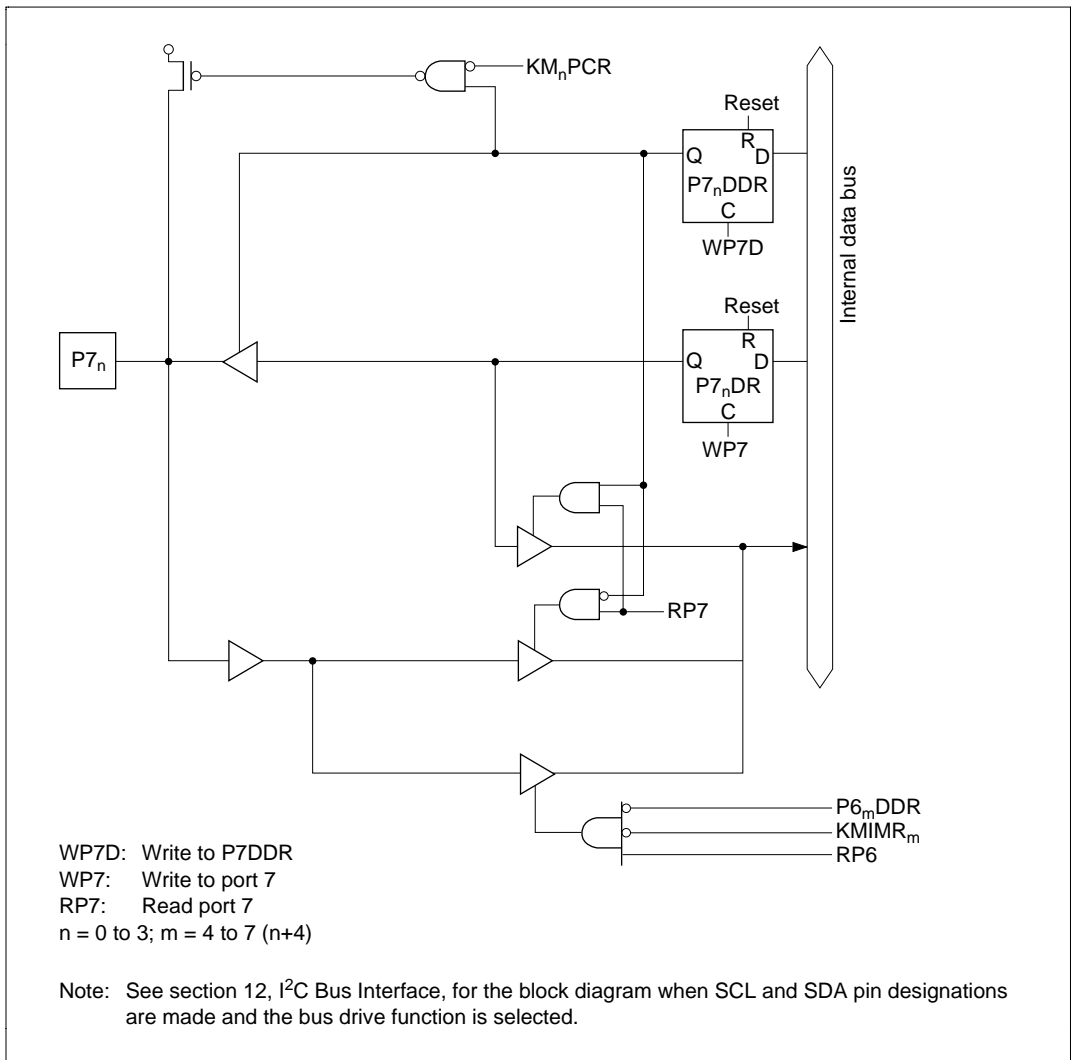 KMnPCR
Reset
R
Q D
P7nDDR
C
WP7D
Internal data bus
Reset
R
P7n
Q D
P7nDR
C
WP7
RP7
P6mDDR
KMIMRm
RP6
WP7D: Write to P7DDR
WP7: Write to port 7
RP7: Read port 7
n = 0 to 3; m = 4 to 7 (n+4)
Note: See section 12, I²C Bus Interface, for the block diagram when SCL and SDA pin designations
are made and the bus drive function is selected.